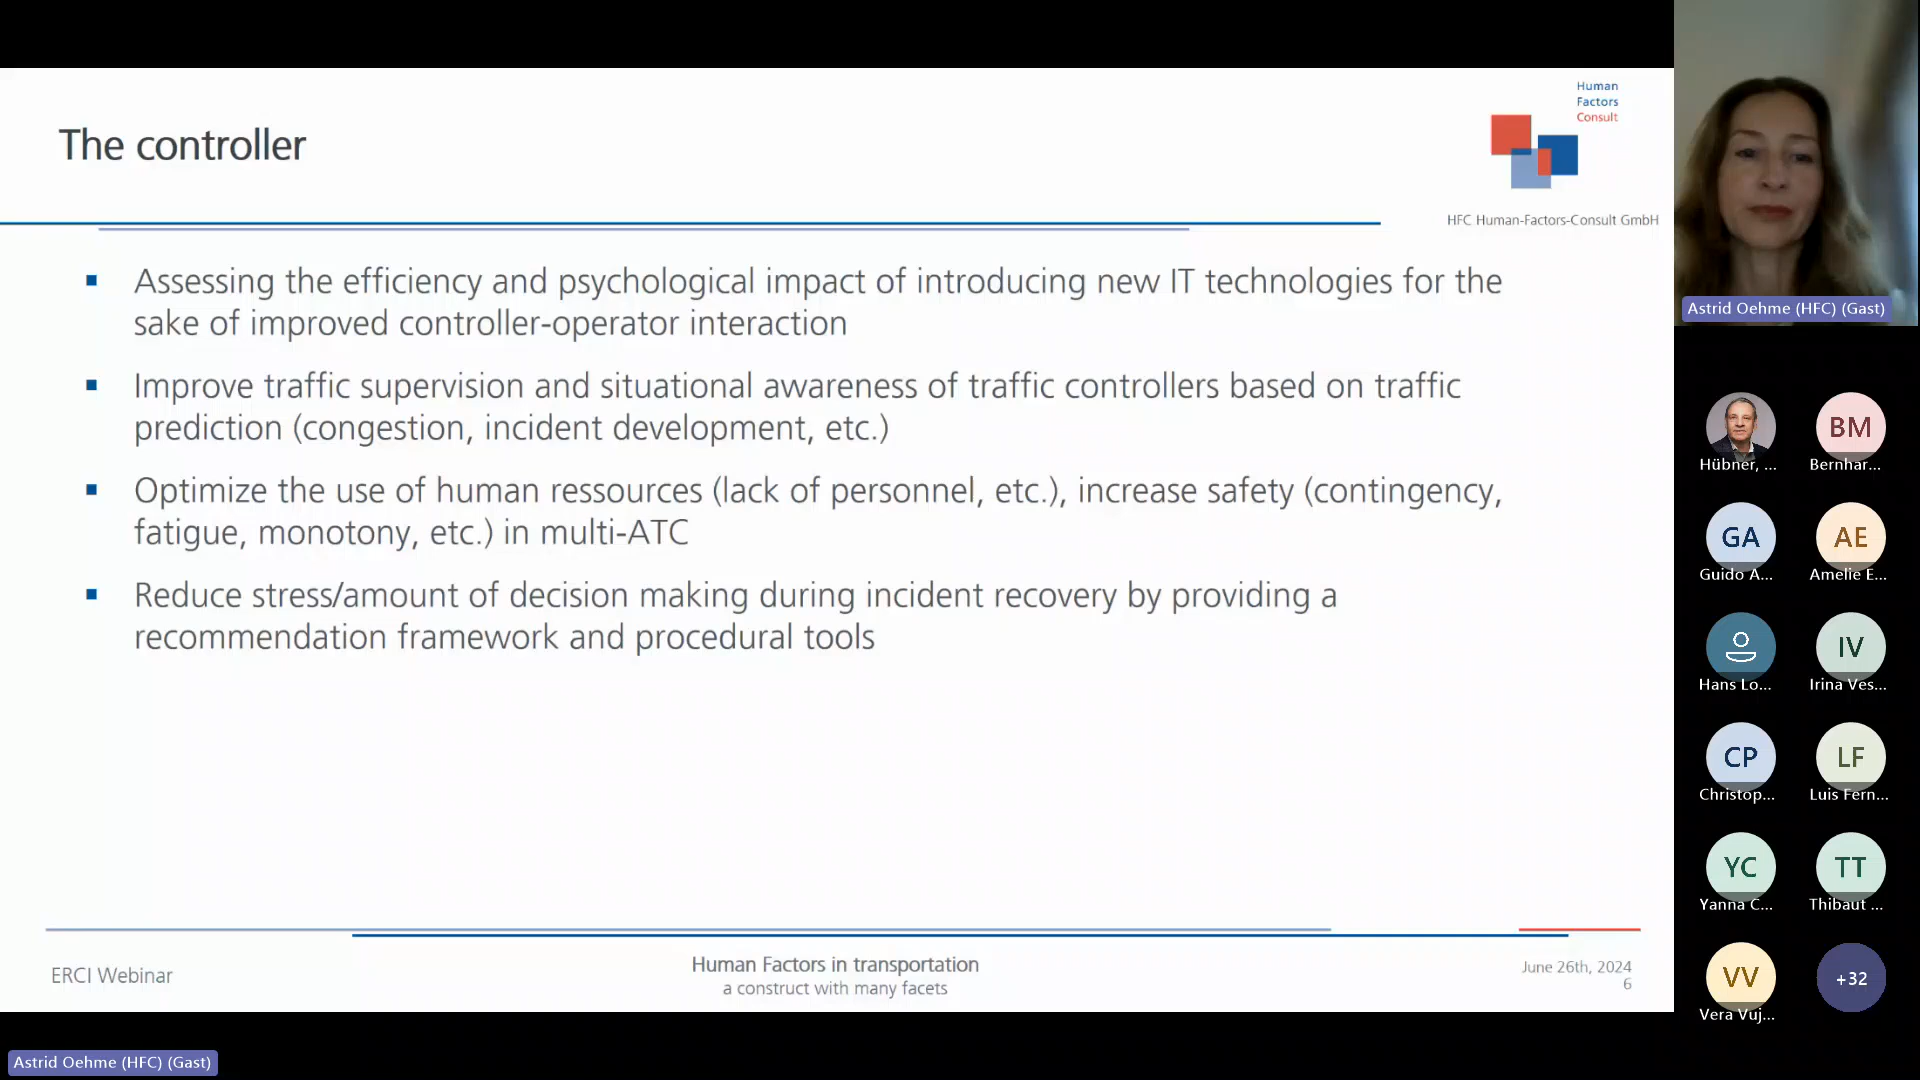 Human
Factors
Consult
The controller
HFC Human-Factors-Consult GmbH
Assessing the efficiency and psychological impact of introducing new IT technologies for the
sake of improved controller-operator interaction
Improve traffic supervision and situational awareness of traffic controllers based on traffic
prediction (congestion, incident development, etc.)
Optimize the use of human ressources (lack of personnel, etc.), increase safety (contingency,
fatigue, monotony, etc.) in multi-ATC
Reduce stress/amount of decision making during incident recovery by providing a
recommendation framework and procedural tools
ERCI Webinar
Human Factors in transportation
a construct with many facets
June 26th, 2024
6
Astrid Oehme (HFC) (Gast)
Astrid Oehme (HFC) (Gast)
Hübner, ...
BM
Bernhar...
GA
Guido A...
AE
Amelie E...
Hans Lo...
IV
Irina Ves...
CP
Christop...
LF
Luis Fern...
YC
Yanna C...
TT
Thibaut ...
VV
Vera Vuj...
+32